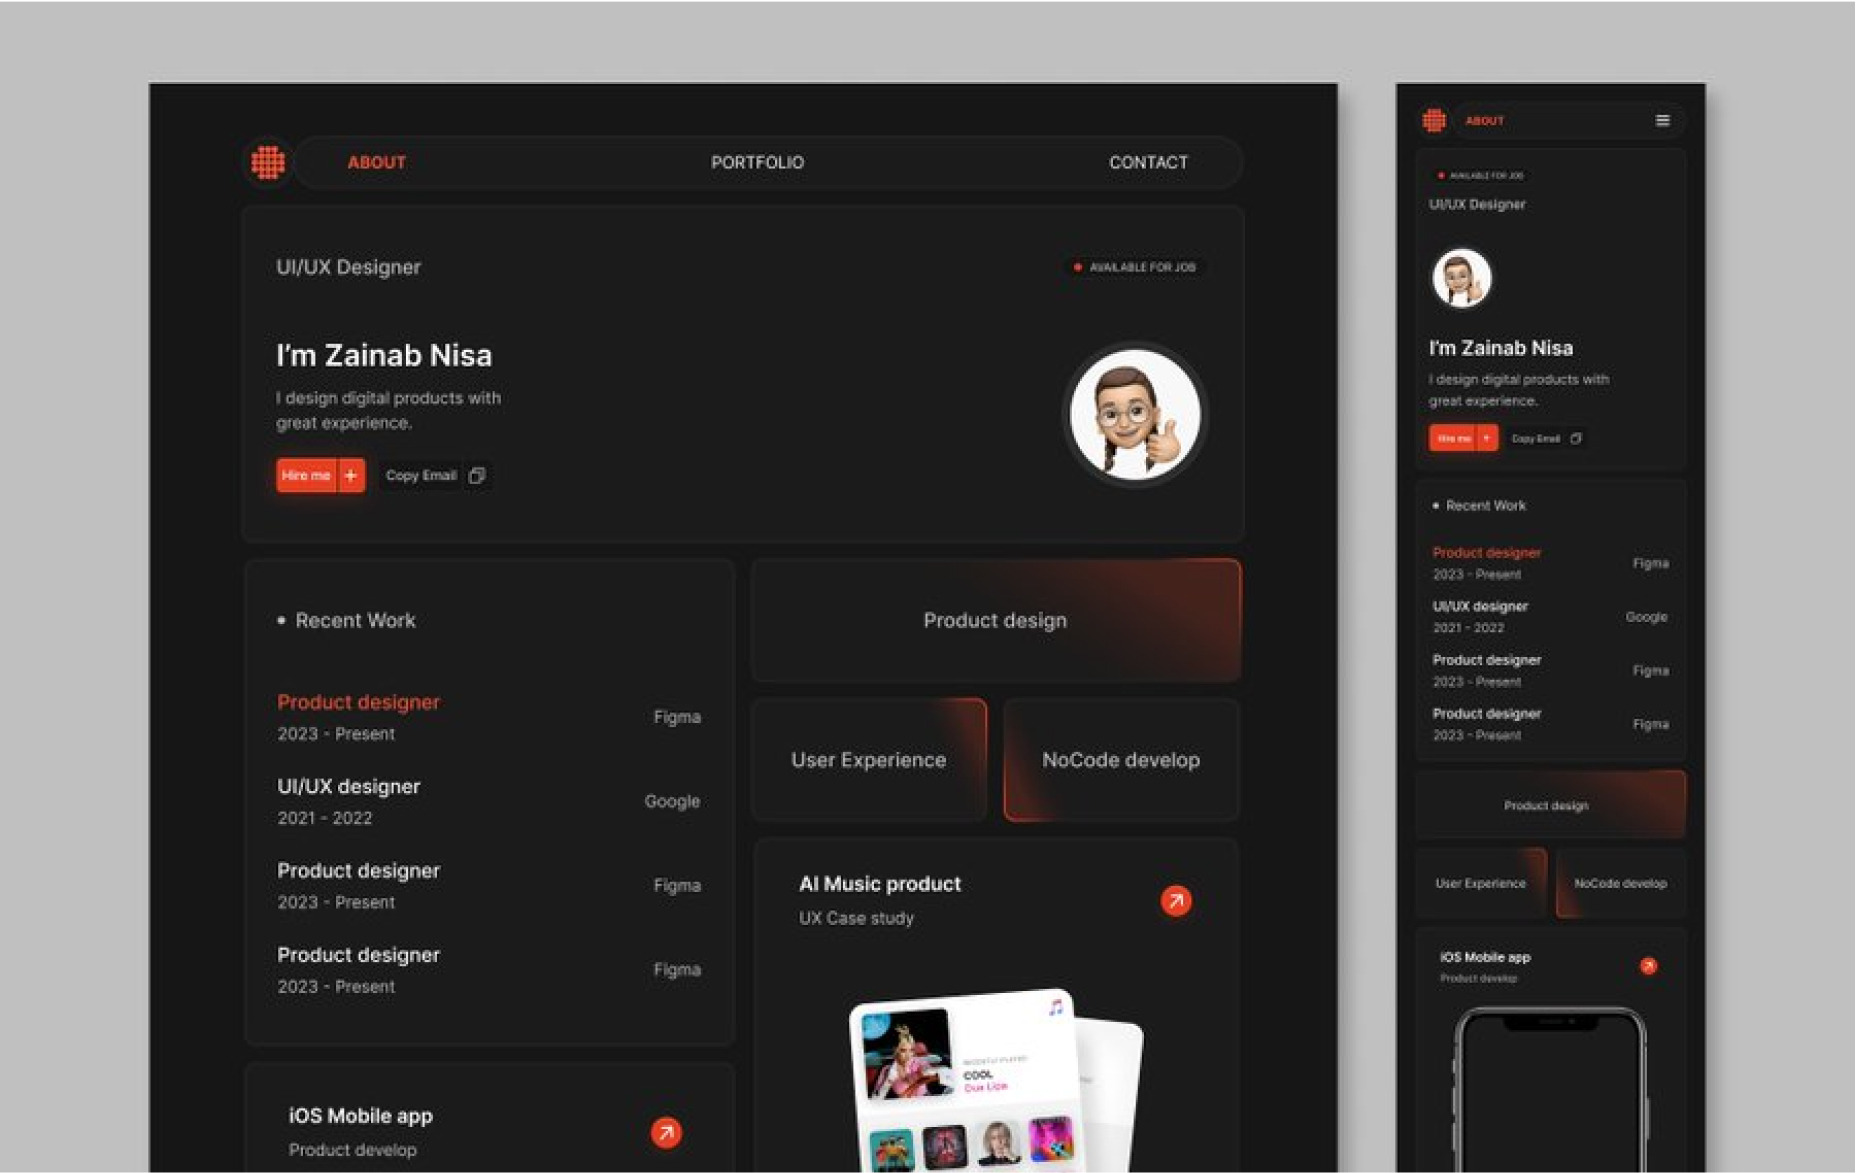 ABOUT
PORTFOLIO
CONTACT
UI/UX Designer
AVAILABLE FOR JOB
I'm Zainab Nisa
I design digital products with
great experience.
Hire me +
Copy Email
• Recent Work
Product designer
2023 - Present
Figma
UI/UX designer
2021 - 2022
Google
Product designer
2023 - Present
Figma
Product designer
2023 - Present
Figma
Product design
User Experience
NoCode develop
AI Music product
UX Case study
COOL
Dua Lipa
iOS Mobile app
Product develop
ABOUT
AVAILABLE FOR JOB
UI/UX Designer
I'm Zainab Nisa
I design digital products with
great experience.
Hire me +
Copy Email
• Recent Work
Product designer
2023 - Present
Figma
UI/UX designer
2021 - 2022
Google
Product designer
2023 - Present
Figma
Product designer
2023 - Present
Figma
Product design
User Experience
NoCode develop
iOS Mobile app
Product develop